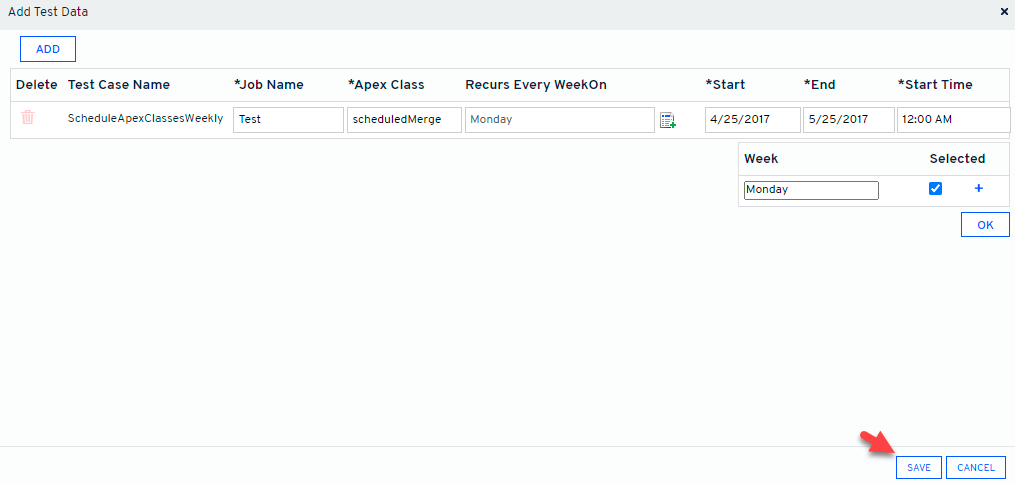 Add Test Data
ADD
Delete Test Case Name *Job Name *Apex Class Recurs Every WeekOn *Start *End *Start Time
ScheduleApexClassesWeekly Test scheduledMerge Monday 4/25/2017 5/25/2017 12:00 AM
Week Selected
Monday
OK
SAVE CANCEL